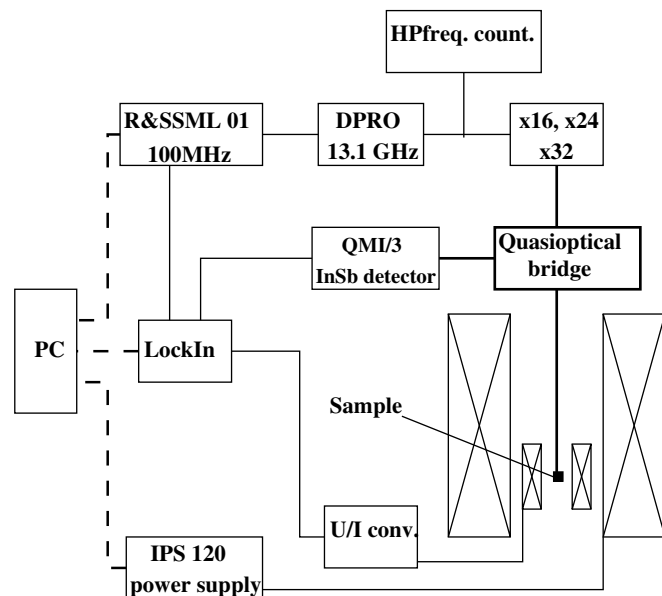 HPfreq. count.
R&SSML 01
100MHz
DPRO
13.1 GHz
x16, x24
x32
QMI/3
InSb detector
Quasioptical
bridge
PC
LockIn
Sample
U/I conv.
IPS 120
power supply